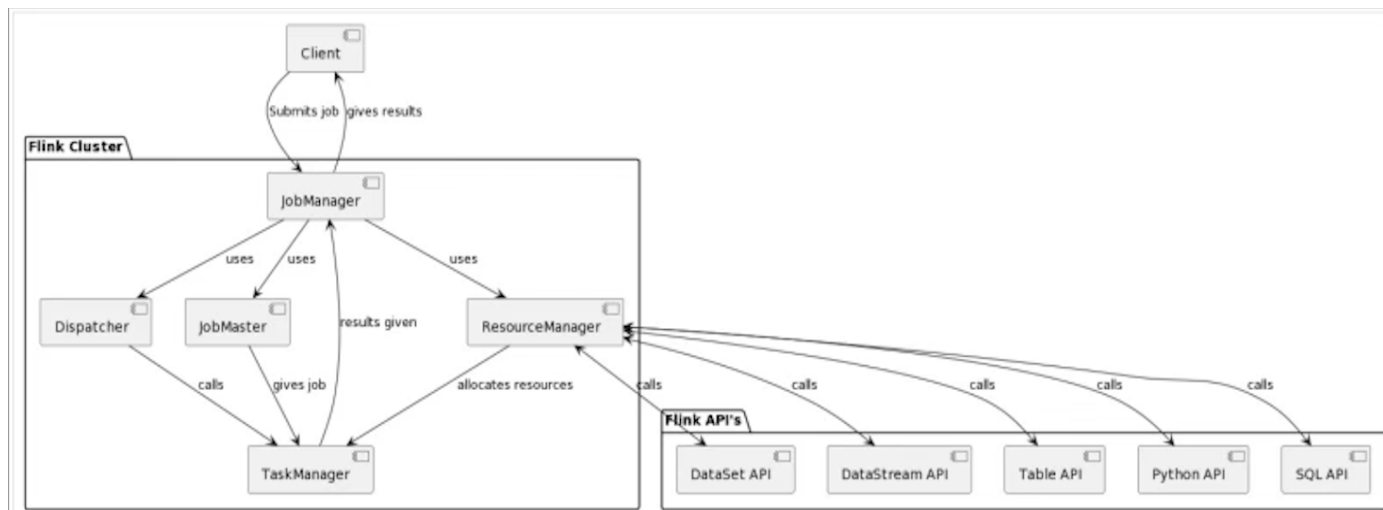 Client
Submits job
gives results
Flink Cluster
JobManager
uses
uses
uses
Dispatcher
JobMaster
results given
ResourceManager
calls
gives job
allocates resources
calls
calls
calls
calls
calls
Flink API's
TaskManager
DataSet API
DataStream API
Table API
Python API
SQL API